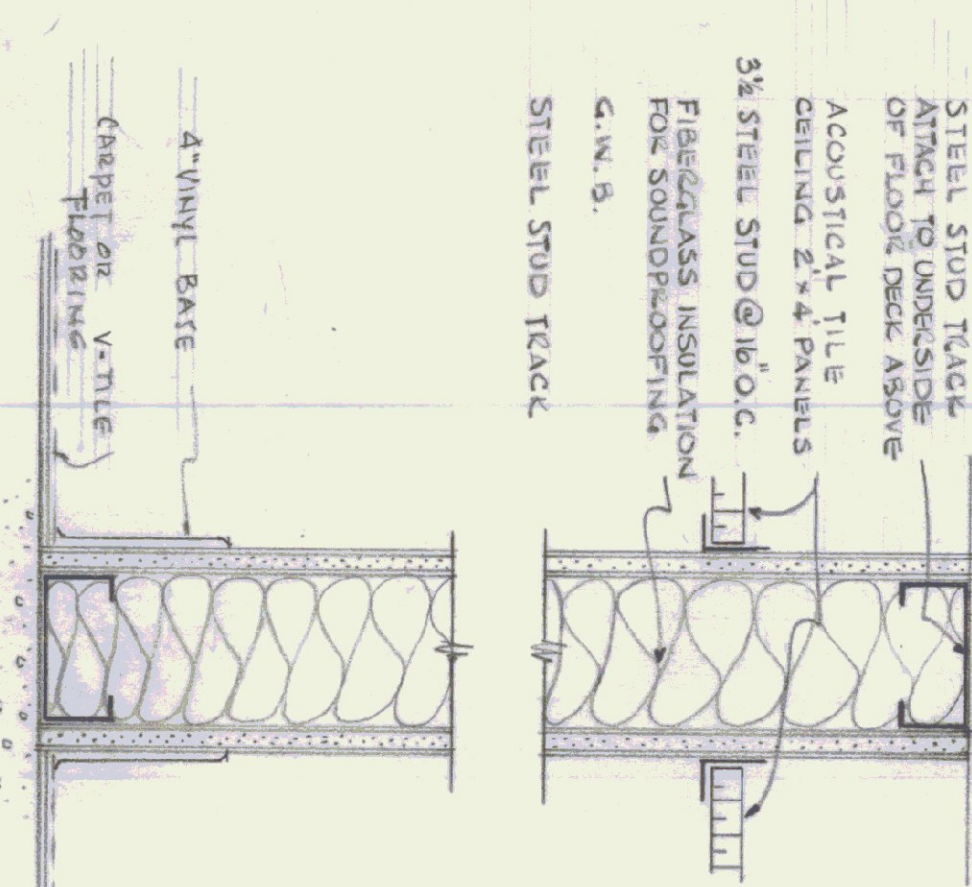 STEEL STUD TRACK
ATTACH TO UNDERSIDE
OF FLOOR DECK ABOVE
ACOUSTICAL TILE
CEILING 2'x4' PANELS
3½ STEEL STUD @ 16" O.C.
FIBERGLASS INSULATION
FOR SOUNDPROOFING
G.W.B.
STEEL STUD TRACK
4" VINYL BASE
CARPET OR V-TILE
FLOORING